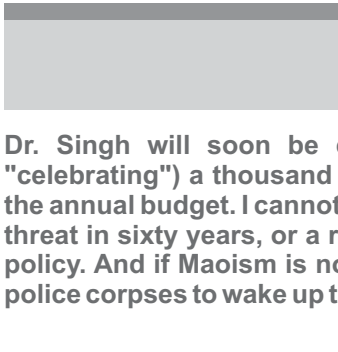 Dr. Singh will soon be
"celebrating") a thousand
the annual budget. I cannot
threat in sixty years, or a
policy. And if Maoism is
police corpses to wake up